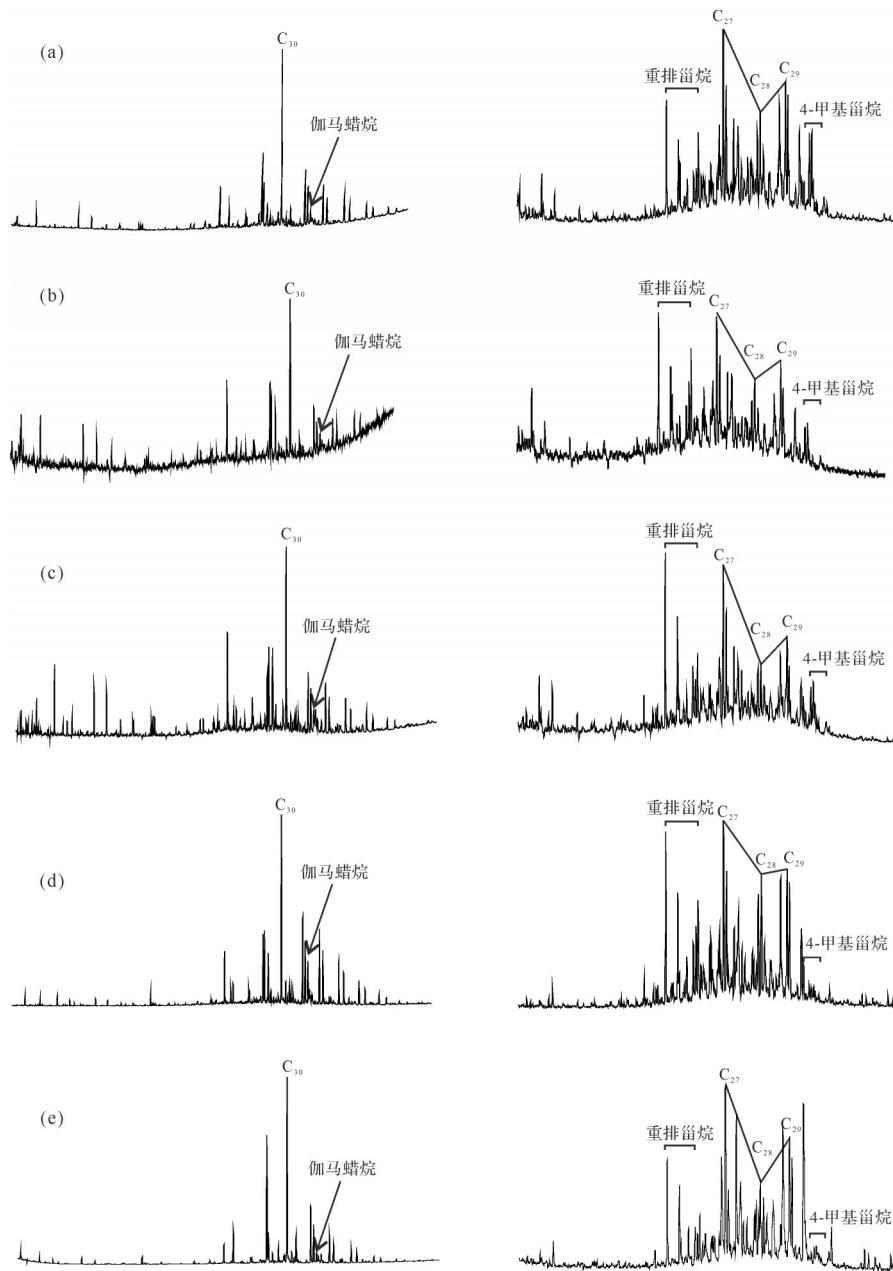 (a)
C₃₀
伽马蜡烷
C₂₇
重排甾烷
C₂₈
C₂₉
4-甲基甾烷
(b)
C₃₀
伽马蜡烷
重排甾烷
C₂₇
C₂₈
C₂₉
4-甲基甾烷
(c)
C₃₀
伽马蜡烷
重排甾烷
C₂₇
C₂₈
C₂₉
4-甲基甾烷
(d)
C₃₀
伽马蜡烷
重排甾烷
C₂₇
C₂₈
C₂₉
4-甲基甾烷
(e)
C₃₀
伽马蜡烷
C₂₇
重排甾烷
C₂₈
C₂₉
4-甲基甾烷